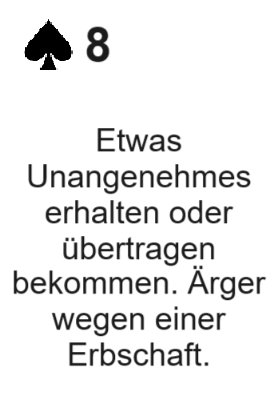 ♠ 8
Etwas
Unangenehmes
erhalten oder
übertragen
bekommen. Ärger
wegen einer
Erbschaft.